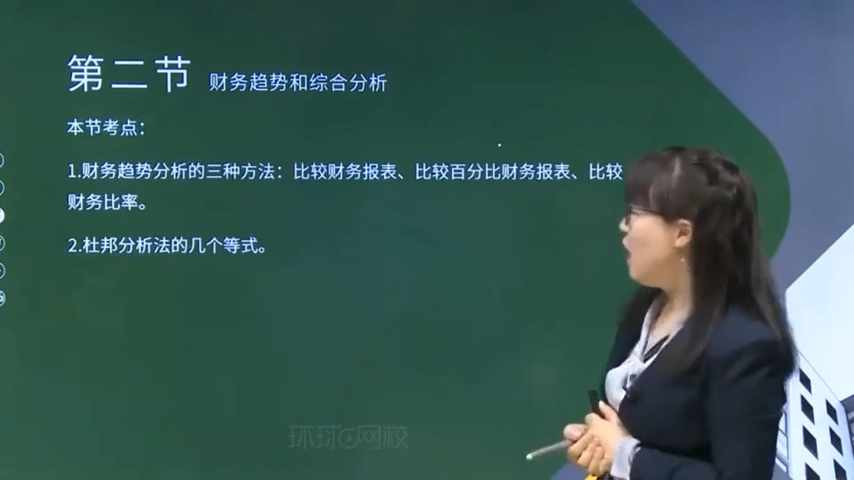 第二节 财务趋势和综合分析
本节考点：
1.财务趋势分析的三种方法：比较财务报表、比较百分比财务报表、比较
财务比率。
2.杜邦分析法的几个等式。
环球网校